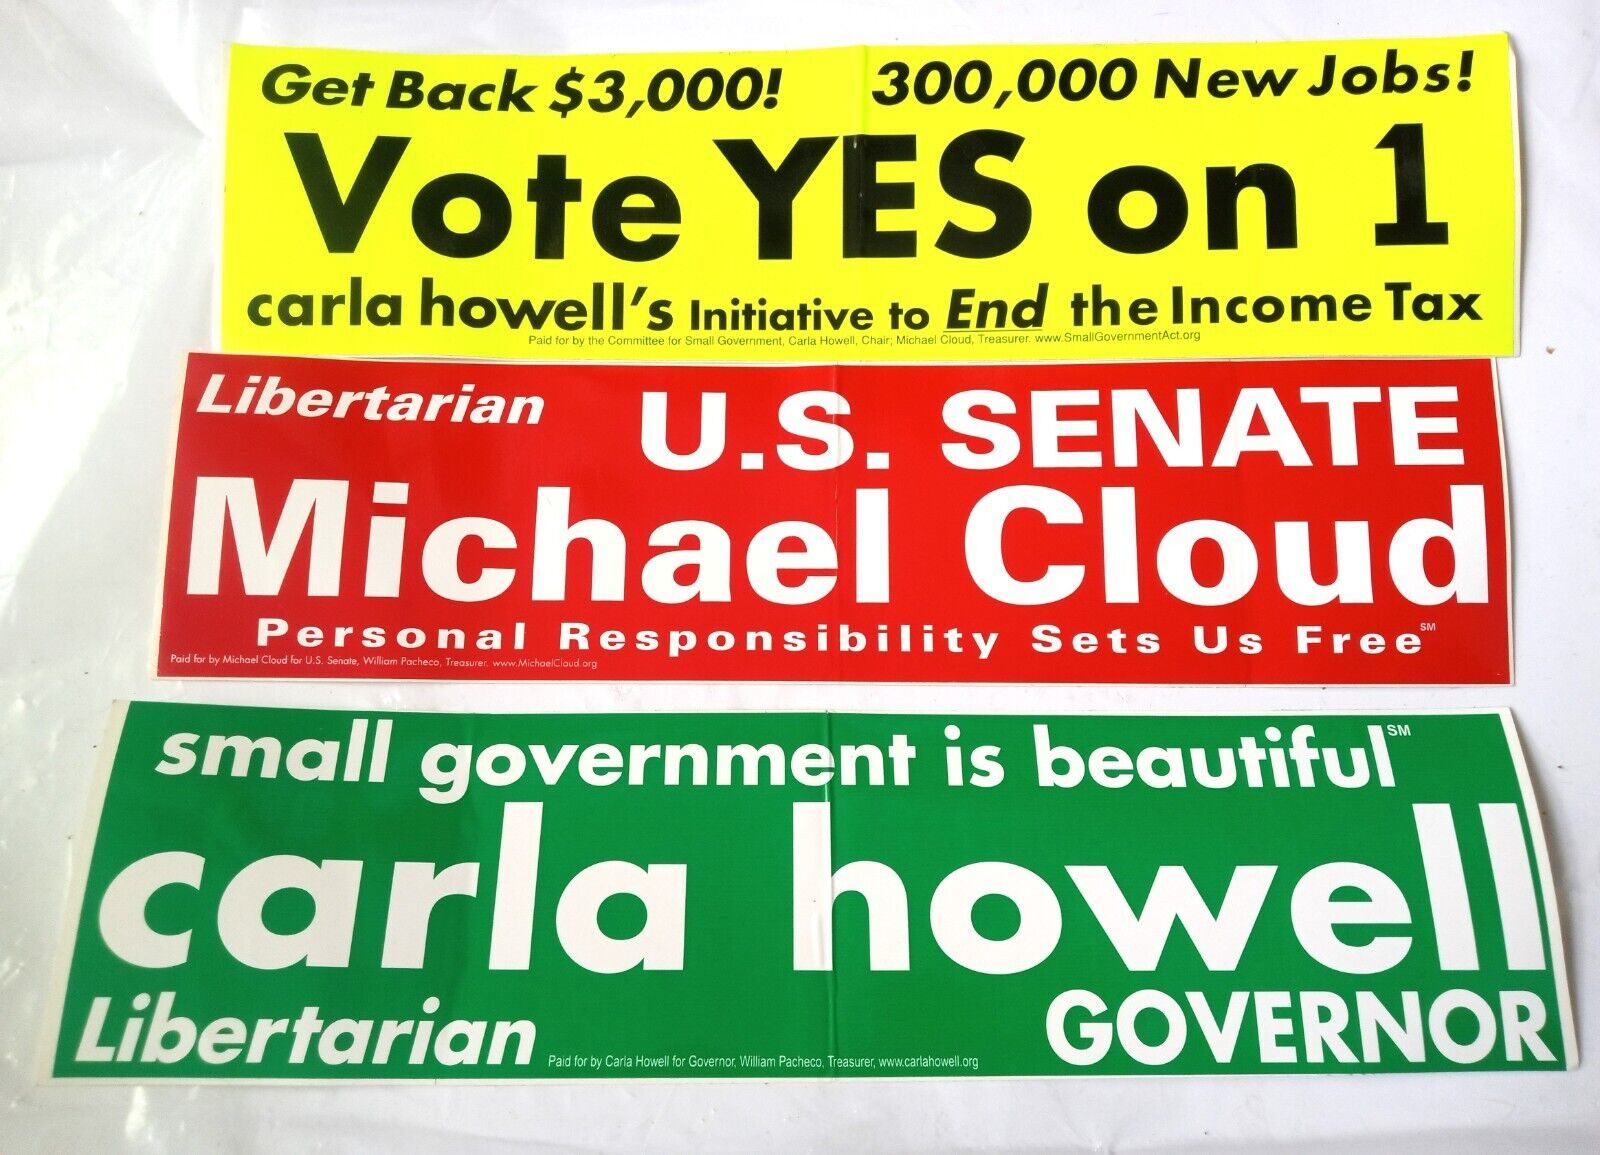 Get Back $3,000! 300,000 New Jobs!
Vote YES on 1
carla howell's Initiative to End the Income Tax
Paid for by the Committee for Small Government, Carla Howell, Chair; Michael Cloud, Treasurer. www.SmallGovernmentAct.org
Libertarian U.S. SENATE
Michael Cloud
Personal Responsibility Sets Us Free SM
Paid for by Michael Cloud for U.S. Senate, William Pacheco, Treasurer. www.MichaelCloud.org
small government is beautiful SM
carla howell
Libertarian GOVERNOR
Paid for by Carla Howell for Governor, William Pacheco, Treasurer, www.carlahowell.org